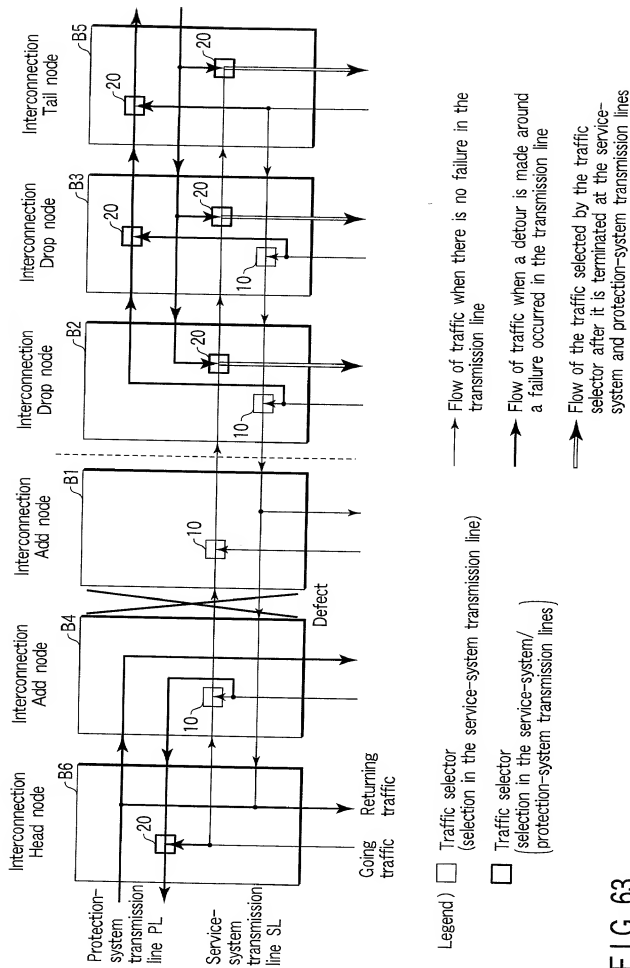 Interconnection
Head node
B6
Interconnection
Add node
B4
Interconnection
Add node
B1
Interconnection
Drop node
B2
Interconnection
Drop node
B3
Interconnection
Tail node
B5
Protection-
system
transmission
line PL
Service-
system
transmission
line SL
20
10
10
20
10
20
20
10
20
20
Going
traffic
Returning
traffic
Defect
Legend)
Traffic selector
(selection in the service-system transmission line)
Traffic selector
(selection in the service-system/
protection-system transmission lines)
Flow of traffic when there is no failure in the
transmission line
Flow of traffic when a detour is made around
a failure occurred in the transmission line
Flow of the traffic selected by the traffic
selector after it is terminated at the service-
system and protection-system transmission lines
FIG. 63